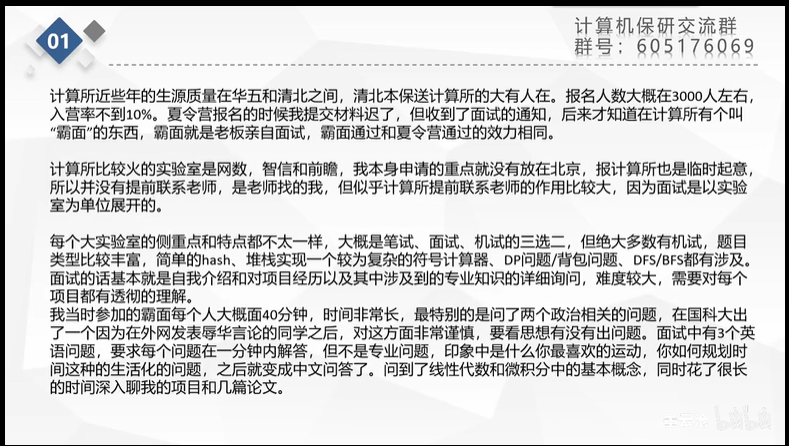 01
计算机保研交流群
群号：605176069
计算所近些年的生源质量在华五和清北之间，清北本保送计算所的大有人在。报名人数大概在3000人左右，
入营率不到10%。夏令营报名的时候我提交材料迟了，但收到了面试的通知，后来才知道在计算所有个叫
“霸面”的东西，霸面就是老板亲自面试，霸面通过和夏令营通过的效力相同。
计算所比较火的实验室是网数，智信和前瞻，我本身申请的重点就没有放在北京，报计算所也是临时起意，
所以并没有提前联系老师，是老师找的我，但似乎计算所提前联系老师的作用比较大，因为面试是以实验
室为单位展开的。
每个大实验室的侧重点和特点都不太一样，大概是笔试、面试、机试的三选二，但绝大多数有机试，题目
类型比较丰富，简单的hash、堆栈实现一个较为复杂的符号计算器、DP问题/背包问题、DFS/BFS都有涉及。
面试的话基本就是自我介绍和对项目经历以及其中涉及到的专业知识的详细询问，难度较大，需要对每个
项目都有透彻的理解。
我当时参加的霸面每个人大概面40分钟，时间非常长，最特别的是问了两个政治相关的问题，在国科大出
了一个因为在外网发表辱华言论的同学之后，对这方面非常谨慎，要看思想有没有出问题。面试中有3个英
语问题，要求每个问题在一分钟内解答，但不是专业问题，印象中是什么你最喜欢的运动，你如何规划时
间这种的生活化的问题，之后就变成中文问答了。问到了线性代数和微积分中的基本概念，同时花了很长
的时间深入聊我的项目和几篇论文。
bilibili